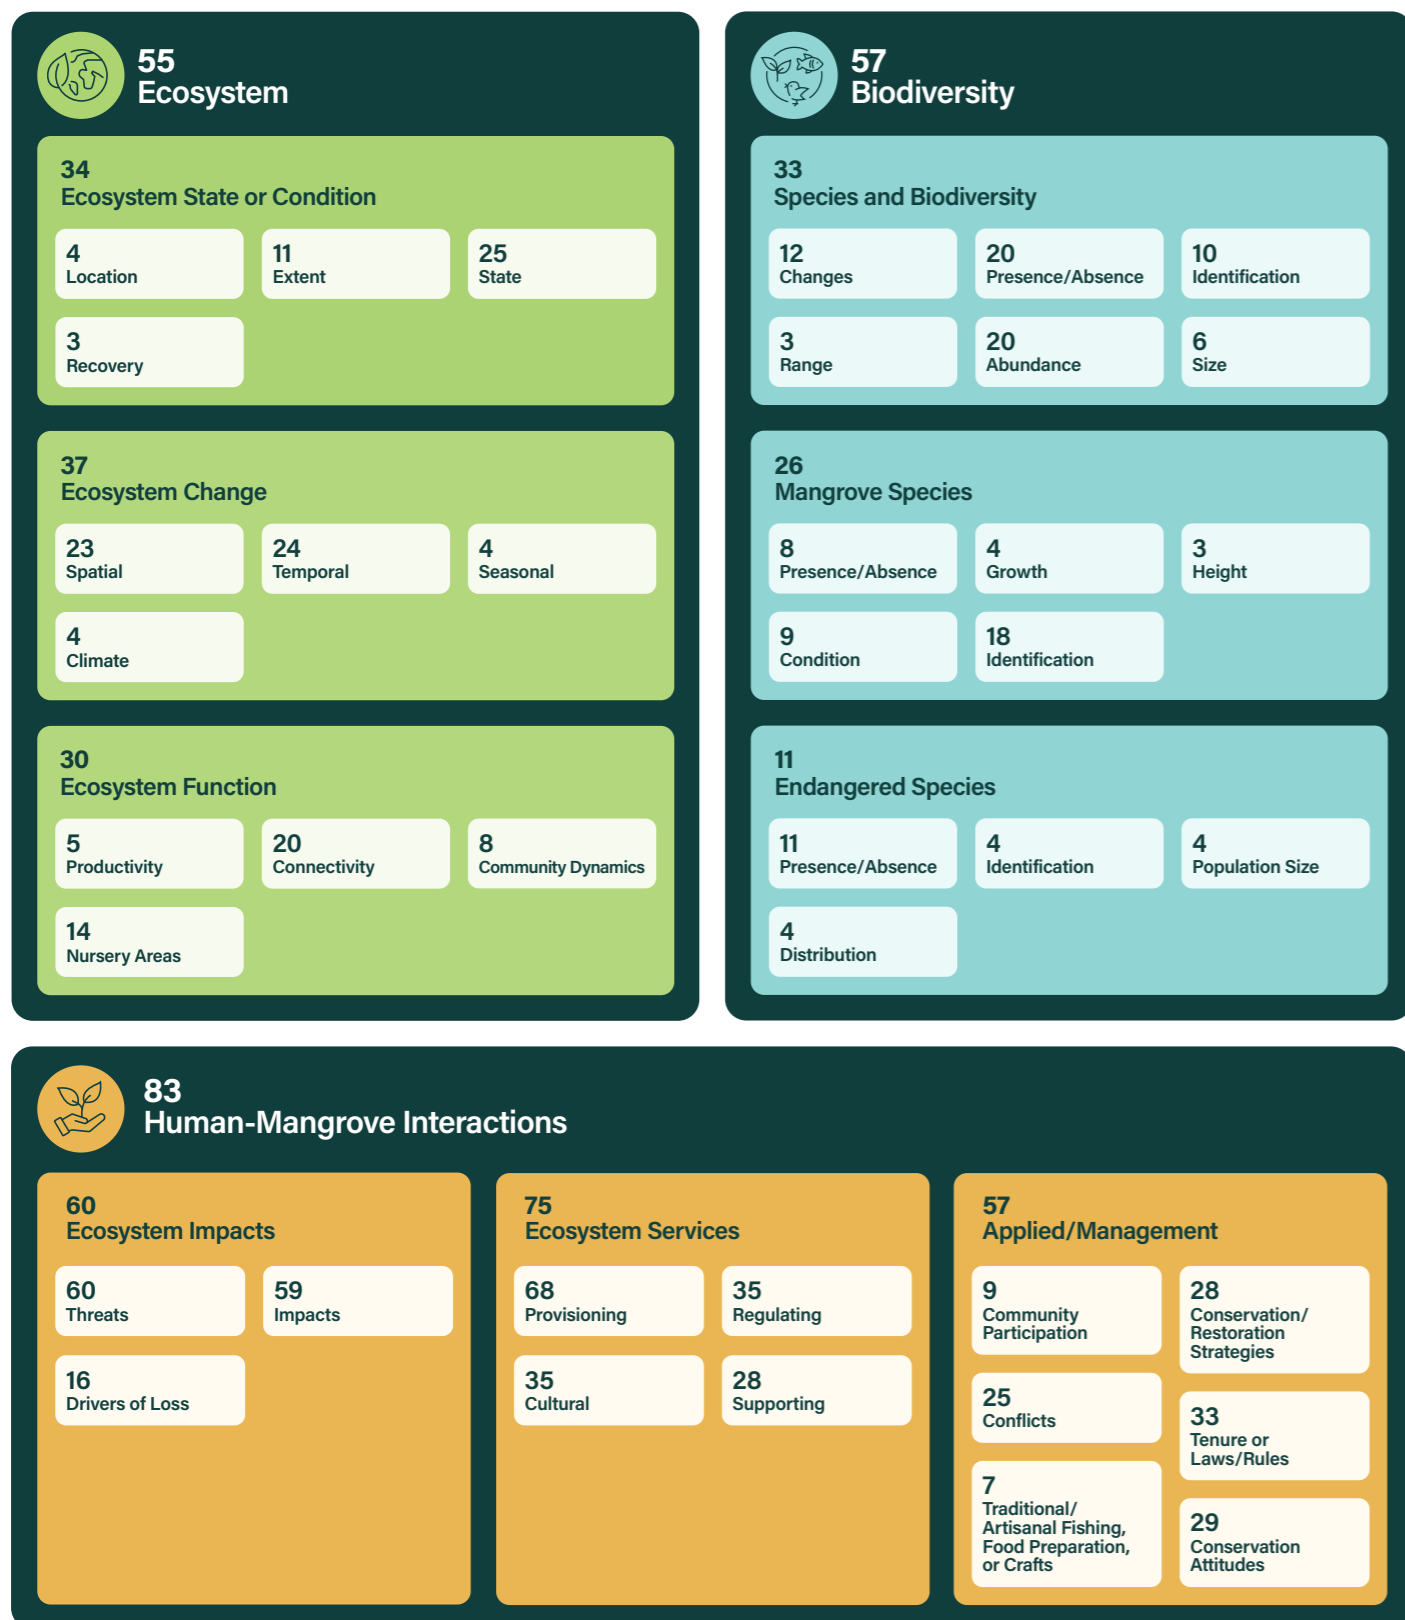 55
Ecosystem
34
Ecosystem State or Condition
4
Location
11
Extent
25
State
3
Recovery
37
Ecosystem Change
23
Spatial
24
Temporal
4
Seasonal
4
Climate
30
Ecosystem Function
5
Productivity
20
Connectivity
8
Community Dynamics
14
Nursery Areas
57
Biodiversity
33
Species and Biodiversity
12
Changes
20
Presence/Absence
10
Identification
3
Range
20
Abundance
6
Size
26
Mangrove Species
8
Presence/Absence
4
Growth
3
Height
9
Condition
18
Identification
11
Endangered Species
11
Presence/Absence
4
Identification
4
Population Size
4
Distribution
83
Human-Mangrove Interactions
60
Ecosystem Impacts
60
Threats
59
Impacts
16
Drivers of Loss
75
Ecosystem Services
68
Provisioning
35
Regulating
35
Cultural
28
Supporting
57
Applied/Management
9
Community
Participation
25
Conflicts
7
Traditional/
Artisanal Fishing,
Food Preparation,
or Crafts
28
Conservation/
Restoration
Strategies
33
Tenure or
Laws/Rules
29
Conservation
Attitudes